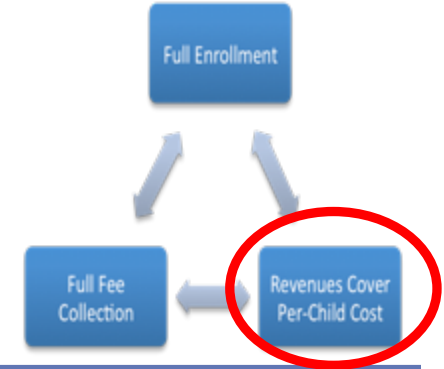 Full Enrollment
Full Fee
Collection
Revenues Cover
Per-Child Cost